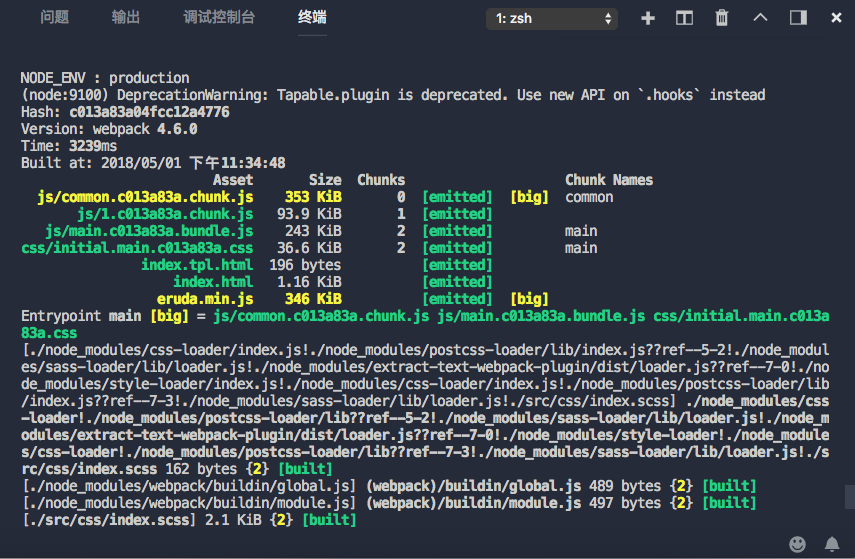 问题 输出 调试控制台 终端 1: zsh
NODE_ENV : production
(node:9100) DeprecationWarning: Tapable.plugin is deprecated. Use new API on `.hooks` instead
Hash: c013a83a04fcc12a4776
Version: webpack 4.6.0
Time: 3239ms
Built at: 2018/05/01 下午11:34:48
Asset Size Chunks Chunk Names
js/common.c013a83a.chunk.js 353 KiB 0 [emitted] [big] common
js/1.c013a83a.chunk.js 93.9 KiB 1 [emitted]
js/main.c013a83a.bundle.js 243 KiB 2 [emitted] main
css/initial.main.c013a83a.css 36.6 KiB 2 [emitted] main
index.tpl.html 196 bytes [emitted]
index.html 1.16 KiB [emitted]
eruda.min.js 346 KiB [emitted] [big]
Entrypoint main [big] = js/common.c013a83a.chunk.js js/main.c013a83a.bundle.js css/initial.main.c013a
83a.css
[./node_modules/css-loader/index.js!./node_modules/postcss-loader/lib/index.js??ref--5-2!./node_modul
es/sass-loader/lib/loader.js!./node_modules/extract-text-webpack-plugin/dist/loader.js??ref--7-0!./no
de_modules/style-loader/index.js!./node_modules/css-loader/index.js!./node_modules/postcss-loader/lib
/index.js??ref--7-3!./node_modules/sass-loader/lib/loader.js!./src/css/index.scss] ./node_modules/css
-loader!./node_modules/postcss-loader/lib??ref--5-2!./node_modules/sass-loader/lib/loader.js!./node_m
odules/extract-text-webpack-plugin/dist/loader.js??ref--7-0!./node_modules/style-loader!./node_module
s/css-loader!./node_modules/postcss-loader/lib??ref--7-3!./node_modules/sass-loader/lib/loader.js!./s
rc/css/index.scss 162 bytes {2} [built]
[./node_modules/webpack/buildin/global.js] (webpack)/buildin/global.js 489 bytes {2} [built]
[./node_modules/webpack/buildin/module.js] (webpack)/buildin/module.js 497 bytes {2} [built]
[./src/css/index.scss] 2.1 KiB {2} [built]